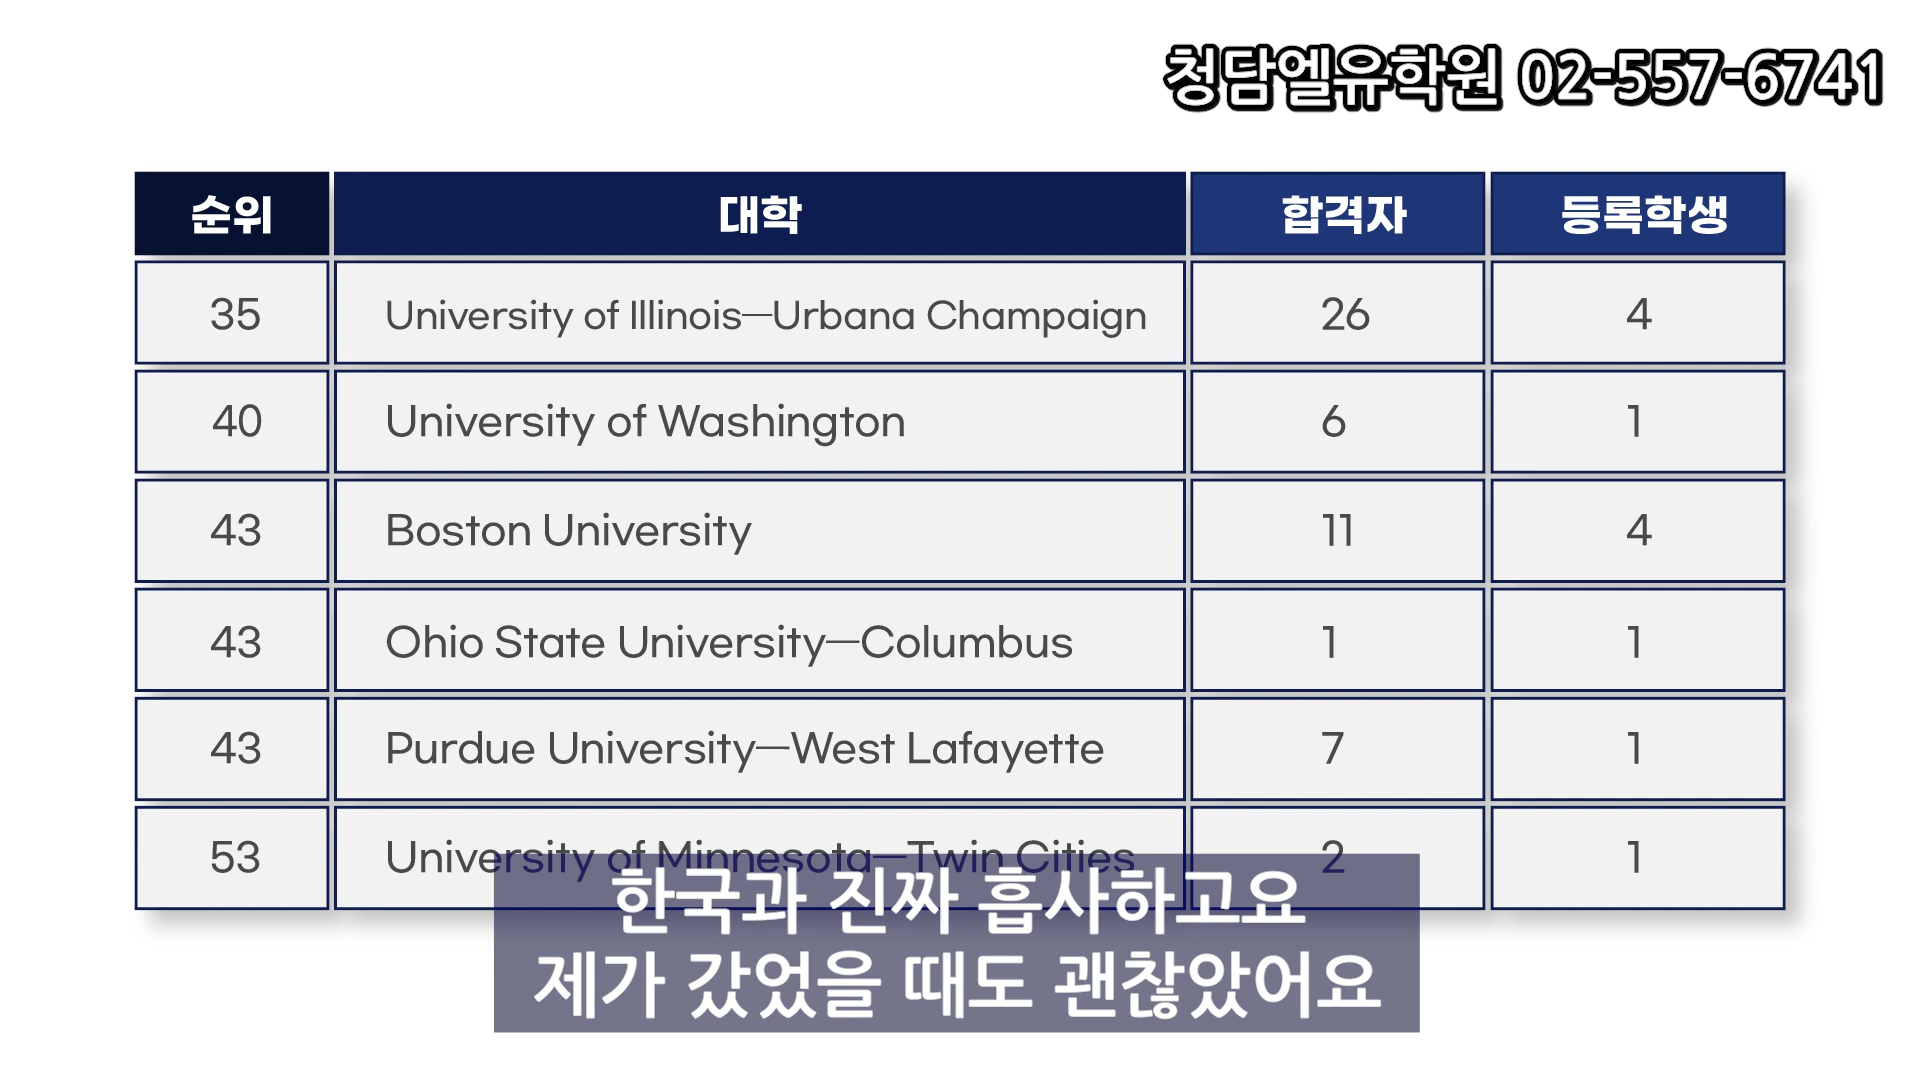 청담엘유학원 02-557-6741
순위 대학 합격자 등록학생
35 University of Illinois—Urbana Champaign 26 4
40 University of Washington 6 1
43 Boston University 11 4
43 Ohio State University—Columbus 1 1
43 Purdue University—West Lafayette 7 1
53 University of Minnesota—Twin Cities 2 1
한국과 진짜 흡사하고요
제가 갔었을 때도 괜찮았어요